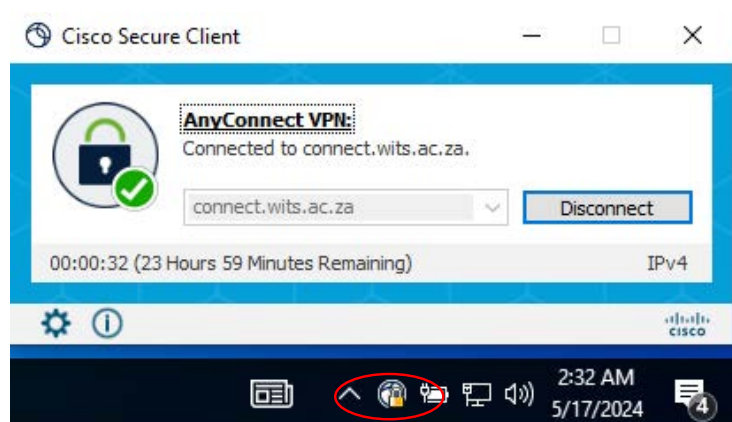 Cisco Secure Client
AnyConnect VPN:
Connected to connect.wits.ac.za.
connect.wits.ac.za
Disconnect
00:00:32 (23 Hours 59 Minutes Remaining)
IPv4
cisco
2:32 AM
5/17/2024
4